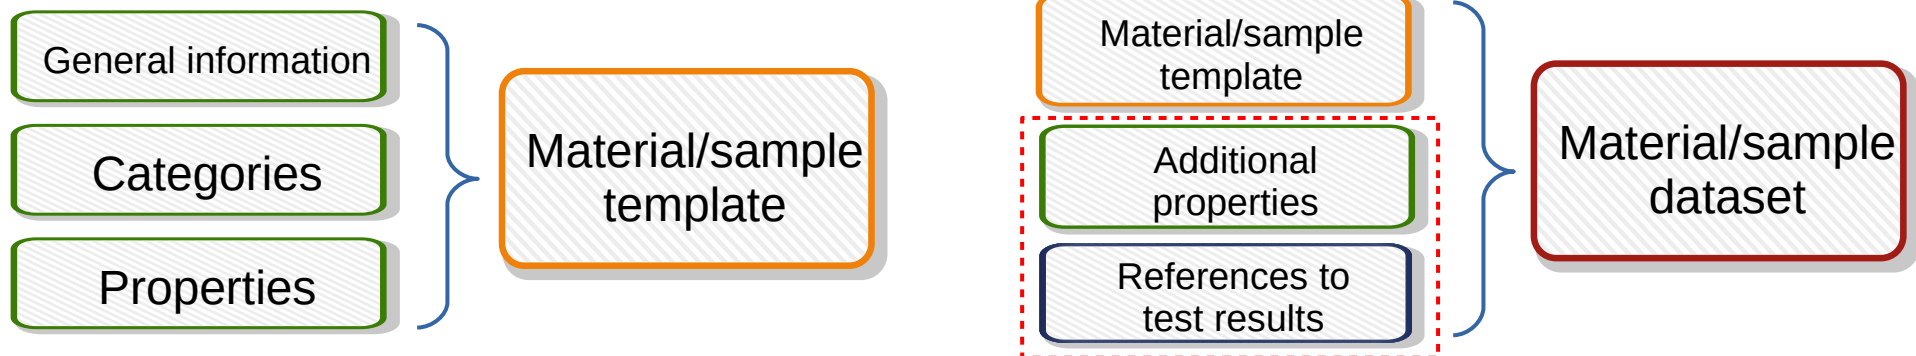 General information
Categories
Properties
Material/sample
template
Material/sample
template
Additional
properties
References to
test results
Material/sample
dataset